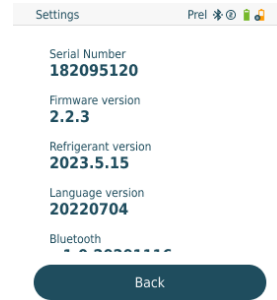 Settings
Prel
Serial Number
182095120
Firmware version
2.2.3
Refrigerant version
2023.5.15
Language version
20220704
Bluetooth
Back